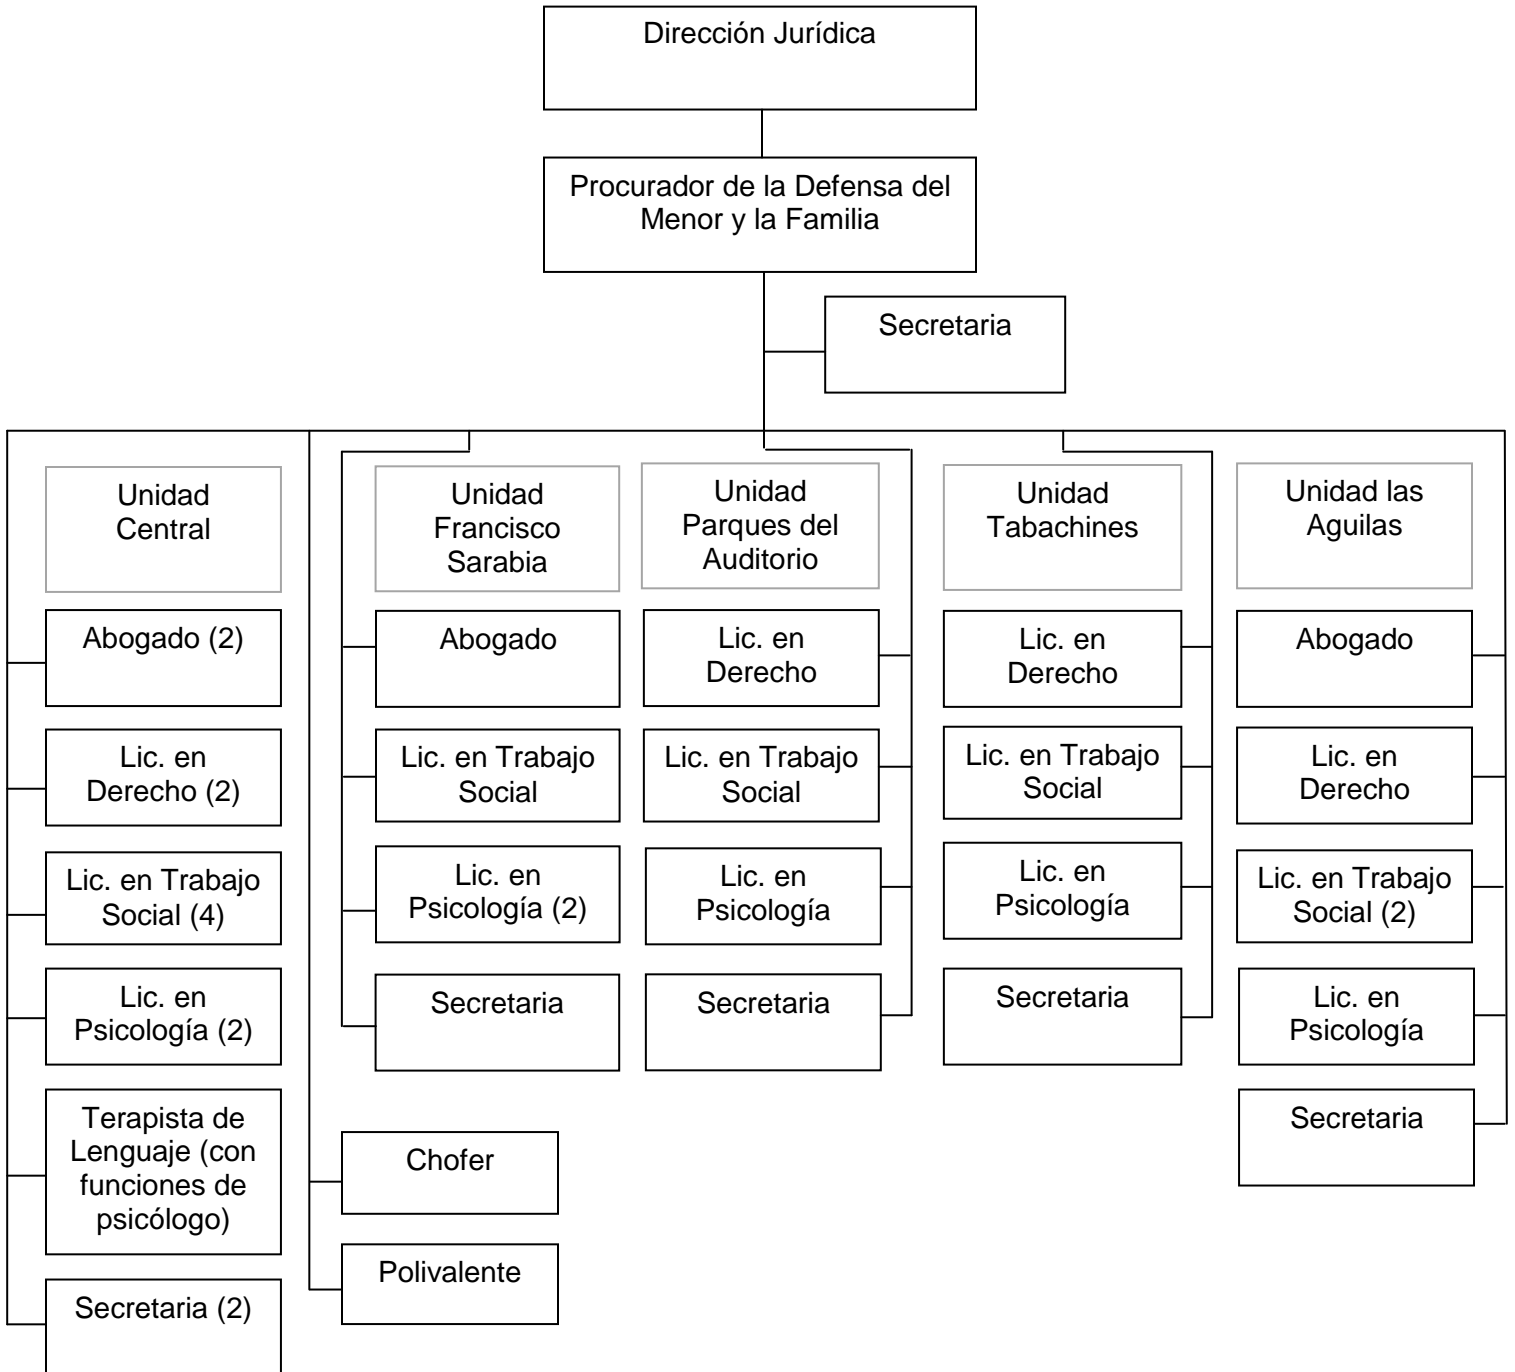 Dirección Jurídica
Procurador de la Defensa del
Menor y la Familia
Secretaria
Unidad
Central
Abogado (2)
Lic. en
Derecho (2)
Lic. en Trabajo
Social (4)
Lic. en
Psicología (2)
Terapista de
Lenguaje (con
funciones de
psicólogo)
Secretaria (2)
Chofer
Polivalente
Unidad
Francisco
Sarabia
Abogado
Lic. en Trabajo
Social
Lic. en
Psicología (2)
Secretaria
Unidad
Parques del
Auditorio
Lic. en
Derecho
Lic. en Trabajo
Social
Lic. en
Psicología
Secretaria
Unidad
Tabachines
Lic. en
Derecho
Lic. en Trabajo
Social
Lic. en
Psicología
Secretaria
Unidad las
Aguilas
Abogado
Lic. en
Derecho
Lic. en Trabajo
Social (2)
Lic. en
Psicología
Secretaria